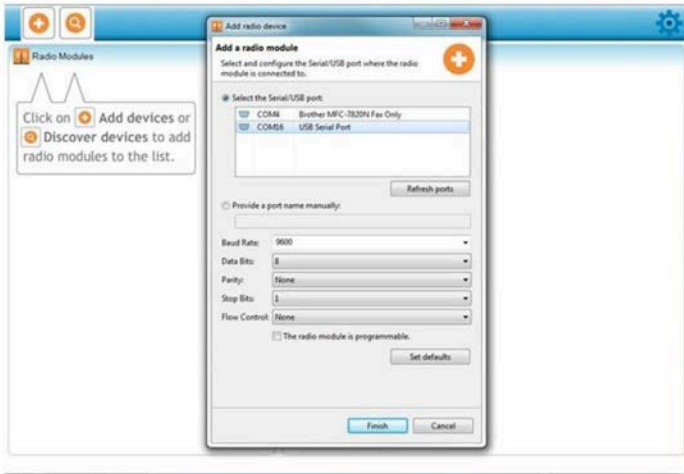 Radio Modules
Click on Add devices or
Discover devices to add
radio modules to the list.
Add radio device
Add a radio module
Select and configure the Serial/USB port where the radio
module is connected to.
Select the Serial/USB port:
COM4 Brother MFC-7820N Fax Only
COM16 USB Serial Port
Refresh ports
Provide a port name manually:
Baud Rate: 9600
Data Bits: 8
Parity: None
Stop Bits: 1
Flow Control: None
The radio module is programmable.
Set defaults
Finish Cancel